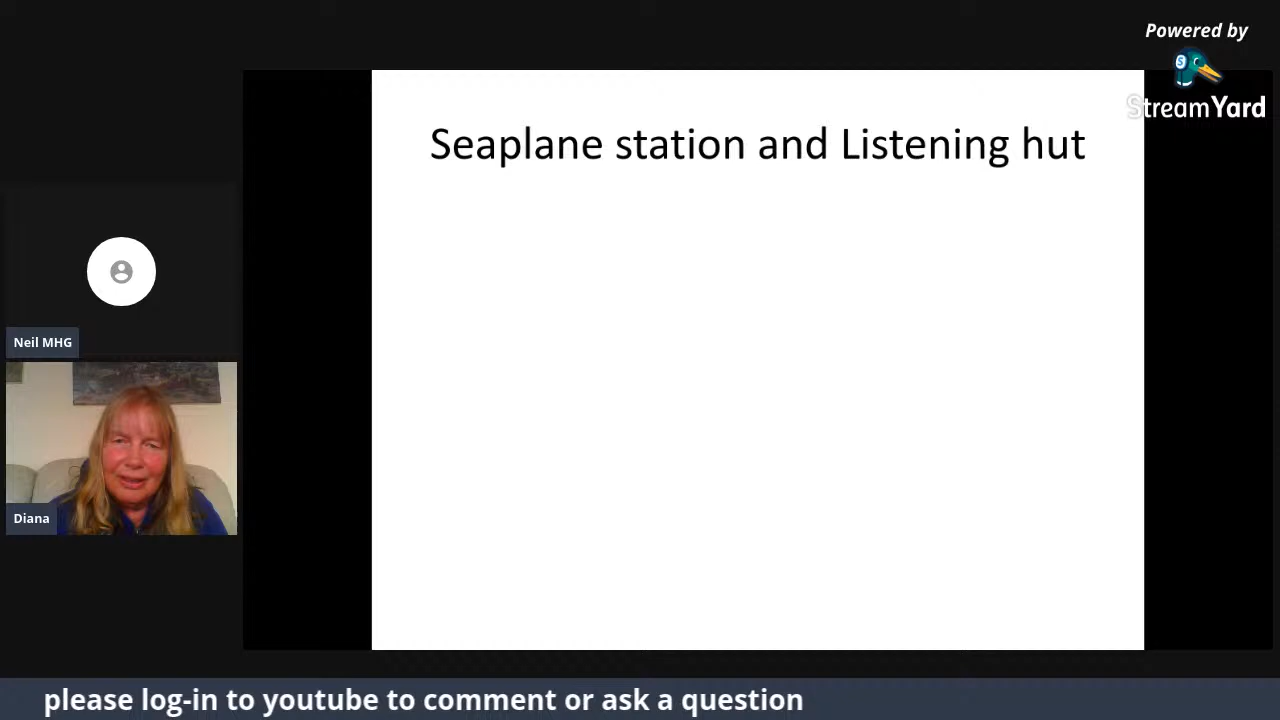 Powered by
StreamYard
Seaplane station and Listening hut
Neil MHG
Diana
please log-in to youtube to comment or ask a question